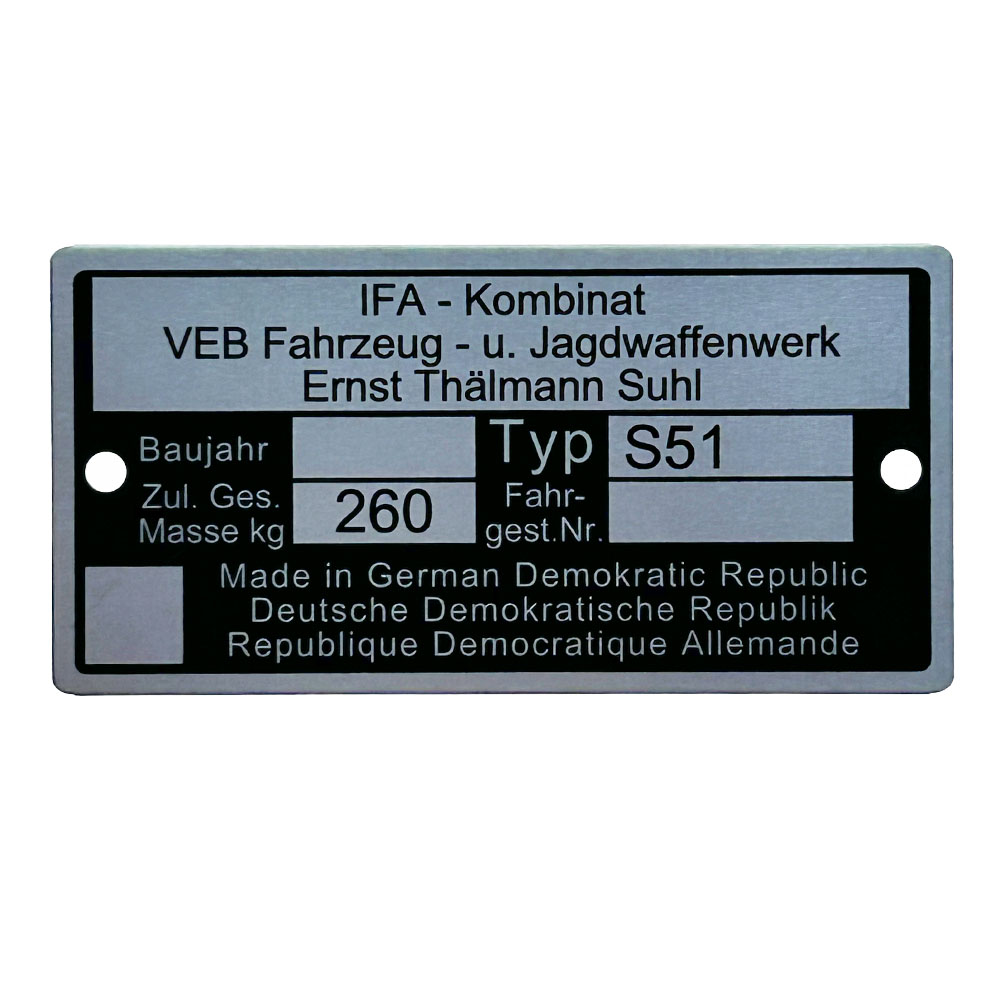 IFA - Kombinat
VEB Fahrzeug - u. Jagdwaffenwerk
Ernst Thälmann Suhl
Baujahr
Typ S51
Zul. Ges.
Masse kg 260
Fahr-
gest.Nr.
Made in German Demokratic Republic
Deutsche Demokratische Republik
Republique Democratique Allemande